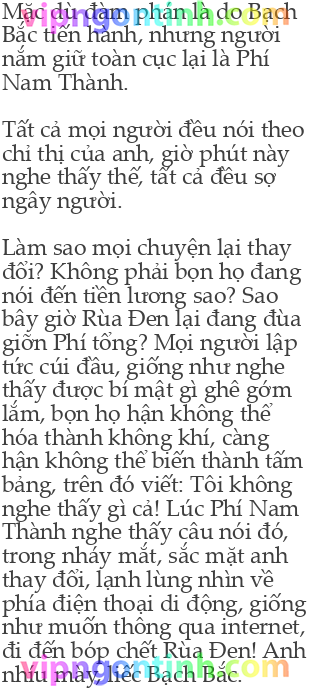 Mặc dù đàm phán là do Bạch
Bắc tiến hành, nhưng người
nắm giữ toàn cục lại là Phí
Nam Thành.
Tất cả mọi người đều nói theo
chỉ thị của anh, giờ phút này
nghe thấy thế, tất cả đều sợ
ngây người.
Làm sao mọi chuyện lại thay
đổi? Không phải bọn họ đang
nói đến tiền lương sao? Sao
bây giờ Rùa Đen lại đang đùa
giỡn Phí tổng? Mọi người lập
tức cúi đầu, giống như nghe
thấy được bí mật gì ghê gớm
lắm, bọn họ hận không thể
hóa thành không khí, càng
hận không thể biến thành tấm
bảng, trên đó viết: Tôi không
nghe thấy gì cả! Lúc Phí Nam
Thành nghe thấy câu nói đó,
trong nháy mắt, sắc mặt anh
thay đổi, lạnh lùng nhìn về
phía điện thoại di động, giống
như muốn thông qua internet,
đi đến bóp chết Rùa Đen! Anh
nhíu mày liếc Bạch Bắc.
vipngontinh.com
vipngontinh.com